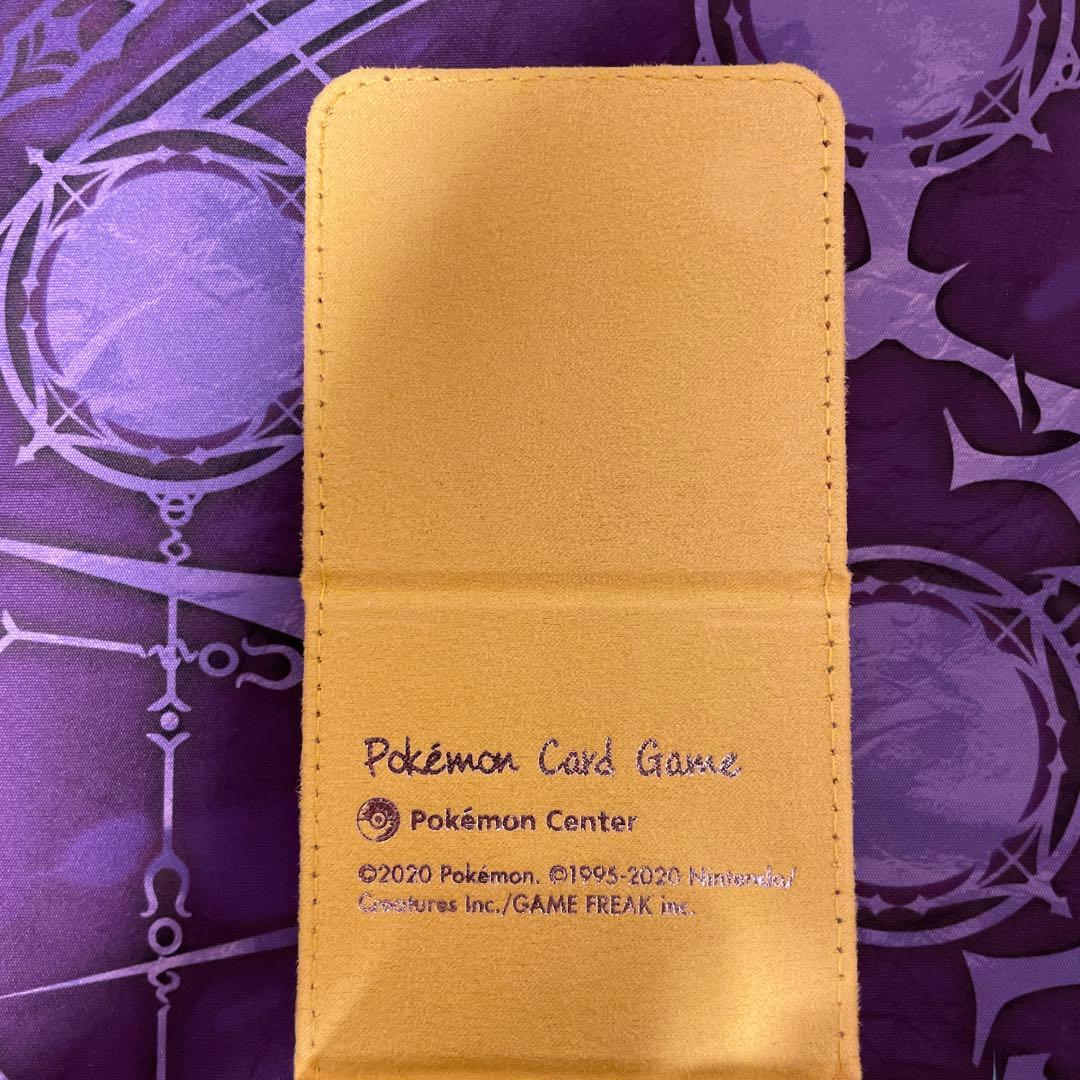 Pokémon Card Game
Pokémon Center
©2020 Pokémon. ©1995-2020 Nintendo/
Creatures Inc./GAME FREAK inc.